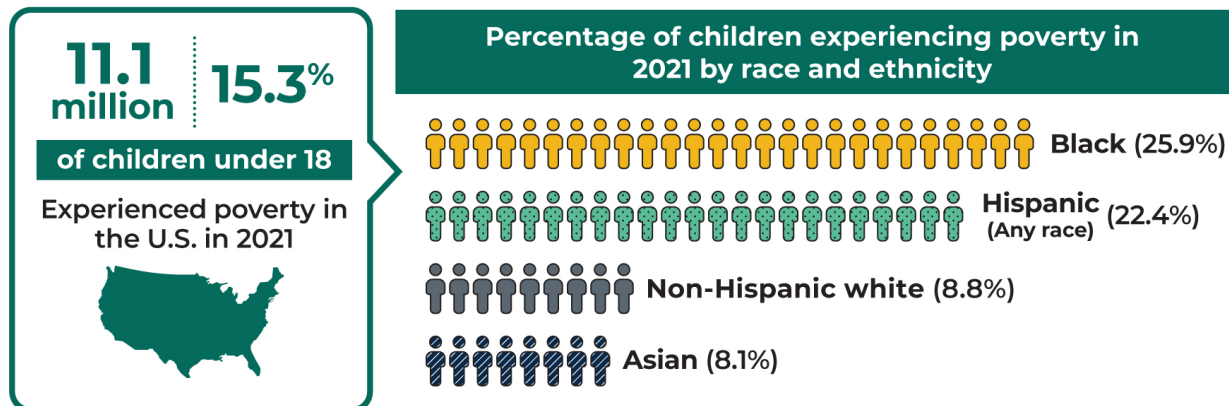 11.1
million
15.3%
of children under 18
Experienced poverty in
the U.S. in 2021
Percentage of children experiencing poverty in
2021 by race and ethnicity
Black (25.9%)
Hispanic
(Any race) (22.4%)
Non-Hispanic white (8.8%)
Asian (8.1%)